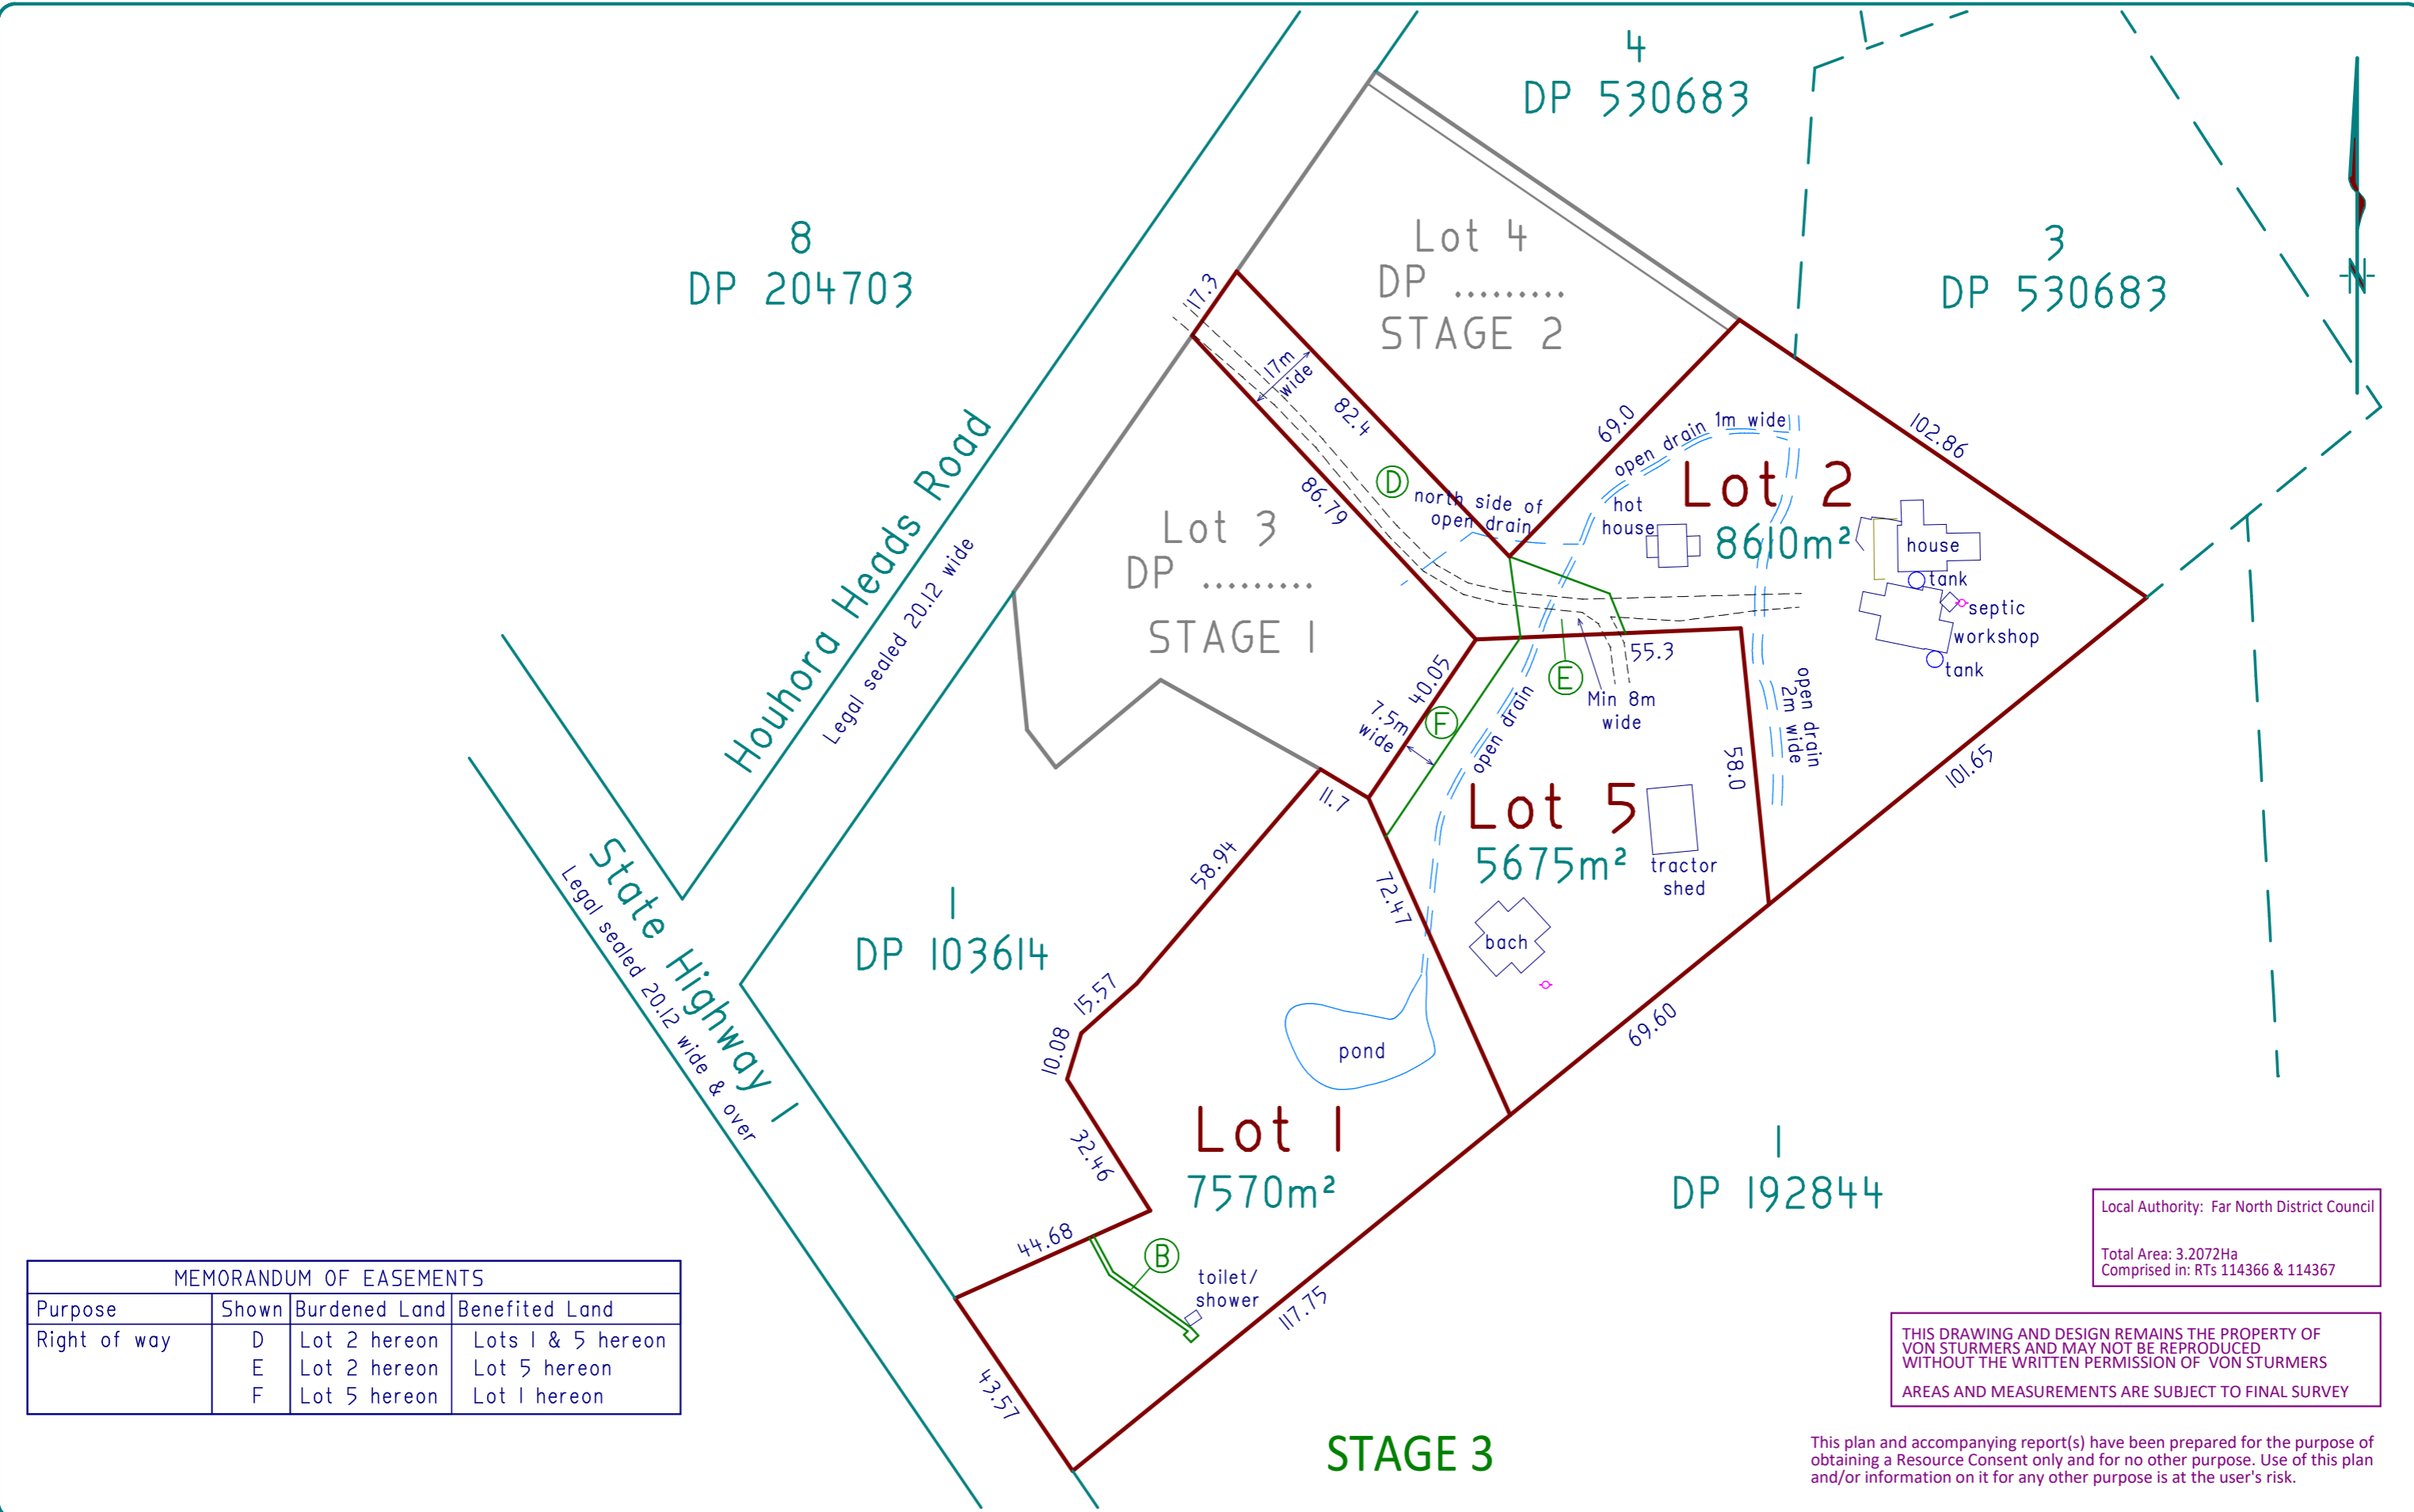 4
DP 530683
8
DP 204703
3
DP 530683
Lot 4
DP .........
STAGE 2
17.3
17m
wide
82.4
69.0
open drain
1m wide
102.86
Lot 2
8610m²
hot
house
house
tank
septic
workshop
tank
D
north side of
open drain
86.79
Lot 3
DP .........
STAGE 1
Houhora Heads Road
Legal sealed 20.12 wide
55.3
E
Min 8m
wide
40.05
7.5m
wide
F
open drain
open drain
2m wide
58.0
101.65
11.7
Lot 5
5675m²
tractor
shed
58.94
72.47
bach
State Highway 1
Legal sealed 20.12 wide & over
1
DP 103614
15.57
10.08
pond
69.60
32.46
Lot 1
7570m²
1
DP 192844
44.68
B
toilet/
shower
117.75
43.57
MEMORANDUM OF EASEMENTS
Purpose Shown Burdened Land Benefited Land
Right of way D Lot 2 hereon Lots 1 & 5 hereon
E Lot 2 hereon Lot 5 hereon
F Lot 5 hereon Lot 1 hereon
STAGE 3
N
Local Authority: Far North District Council
Total Area: 3.2072Ha
Comprised in: RTs 114366 & 114367
THIS DRAWING AND DESIGN REMAINS THE PROPERTY OF
VON STURMERS AND MAY NOT BE REPRODUCED
WITHOUT THE WRITTEN PERMISSION OF VON STURMERS
AREAS AND MEASUREMENTS ARE SUBJECT TO FINAL SURVEY
This plan and accompanying report(s) have been prepared for the purpose of
obtaining a Resource Consent only and for no other purpose. Use of this plan
and/or information on it for any other purpose is at the user's risk.